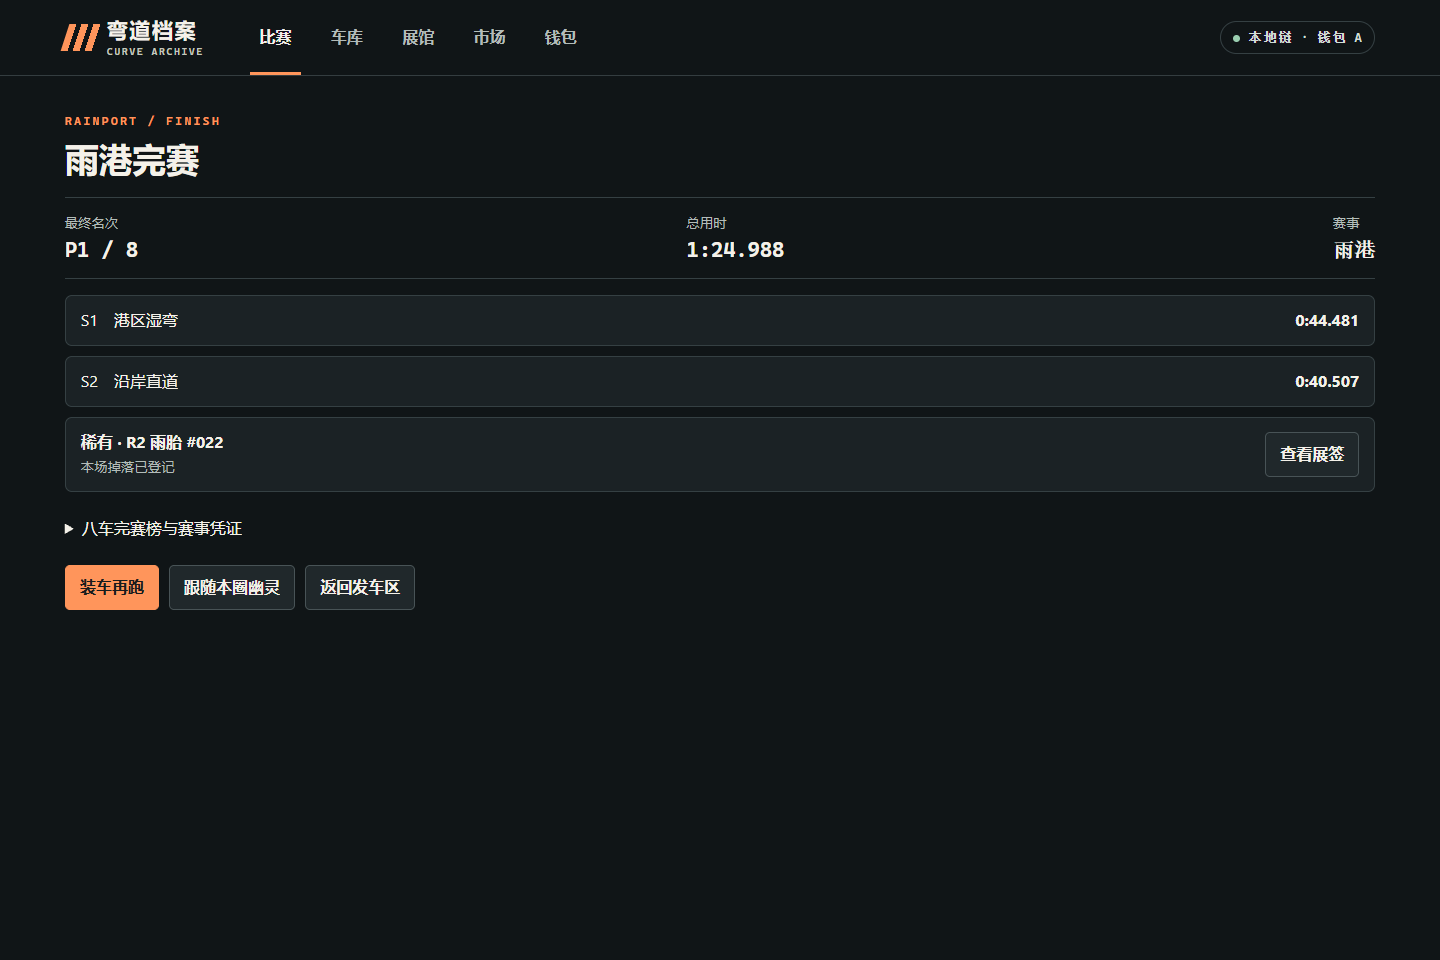 弯道档案
CURVE ARCHIVE
比赛 车库 展馆 市场 钱包
本地链 · 钱包 A
RAINPORT / FINISH
雨港完赛
最终名次 总用时 赛事
P1 / 8 1:24.988 雨港
S1 港区湿弯 0:44.481
S2 沿岸直道 0:40.507
稀有 · R2 雨胎 #022
本场掉落已登记
查看展签
八车完赛榜与赛事凭证
装车再跑 跟随本圈幽灵 返回发车区